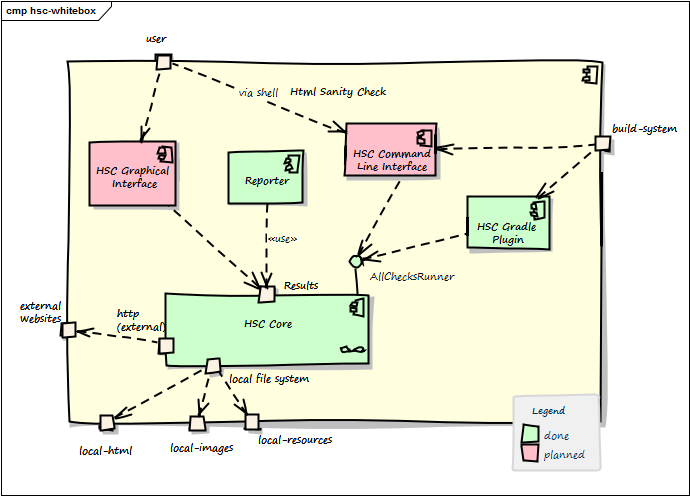 cmp hsc-whitebox
user
via shell
Html Sanity Check
build-system
HSC Graphical
Interface
Reporter
HSC Command
Line Interface
HSC Gradle
Plugin
«use»
AllChecksRunner
Results
external
Websites
http
(external)
HSC Core
local file system
local-html
local-images
local-resources
Legend
done
planned